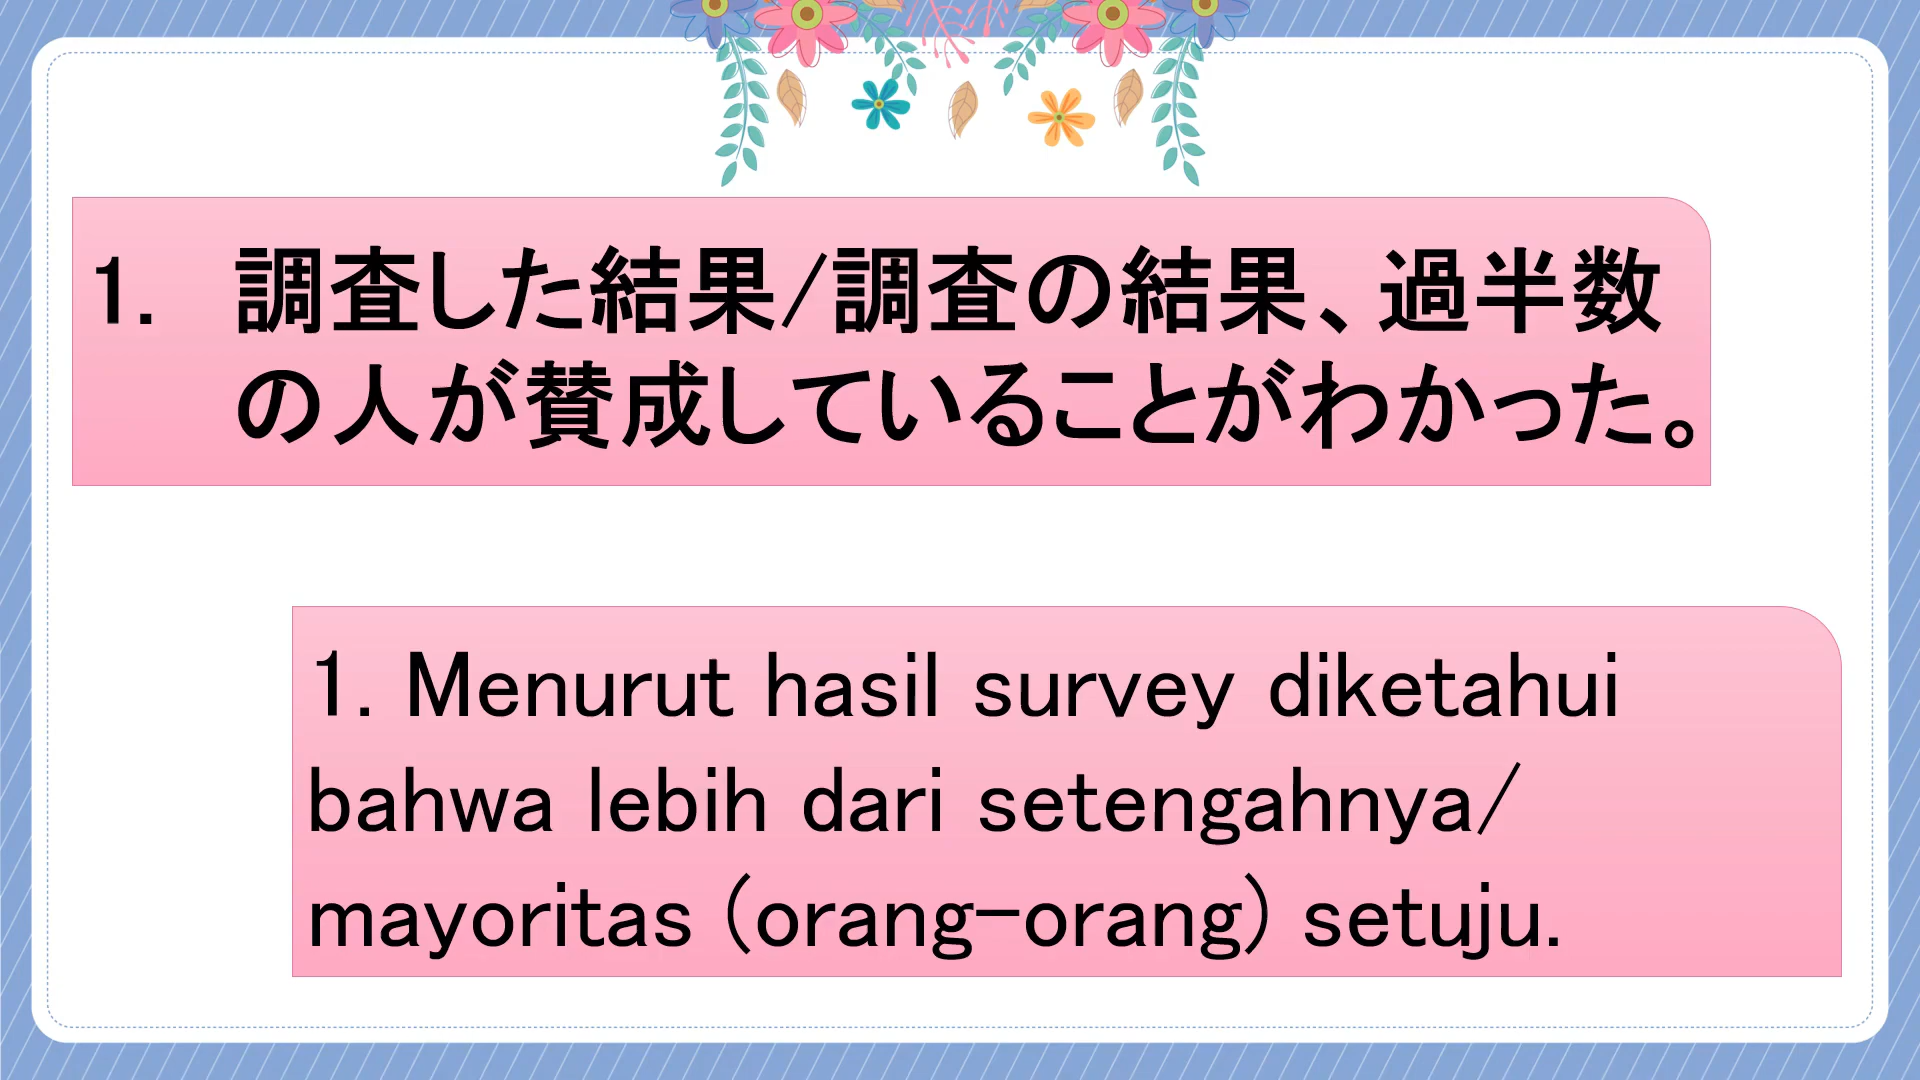 1. 調査した結果/調査の結果、過半数
の人が賛成していることがわかった。
1. Menurut hasil survey diketahui
bahwa lebih dari setengahnya/
mayoritas (orang-orang) setuju.